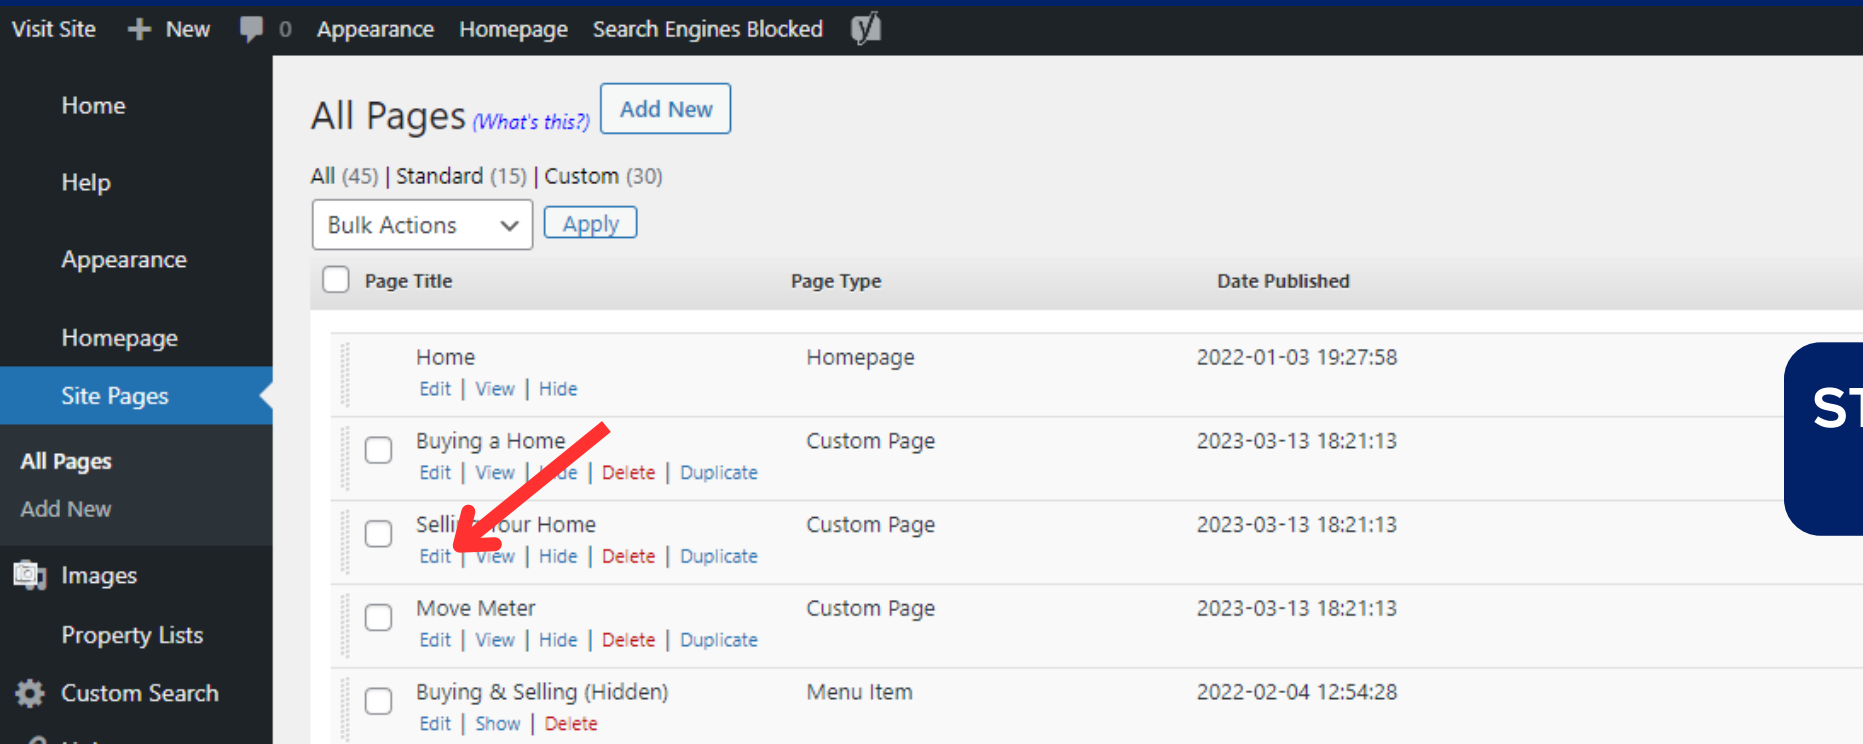 Visit Site New 0 Appearance Homepage Search Engines Blocked
Home
Help
Appearance
Homepage
Site Pages
All Pages
Add New
Images
Property Lists
Custom Search
All Pages (What's this?) Add New
All (45) | Standard (15) | Custom (30)
Bulk Actions Apply
Page Title Page Type Date Published
Home Homepage 2022-01-03 19:27:58
Edit | View | Hide
Buying a Home Custom Page 2023-03-13 18:21:13
Edit | View | Hide | Delete | Duplicate
Selling Your Home Custom Page 2023-03-13 18:21:13
Edit | View | Hide | Delete | Duplicate
Move Meter Custom Page 2023-03-13 18:21:13
Edit | View | Hide | Delete | Duplicate
Buying & Selling (Hidden) Menu Item 2022-02-04 12:54:28
Edit | Show | Delete